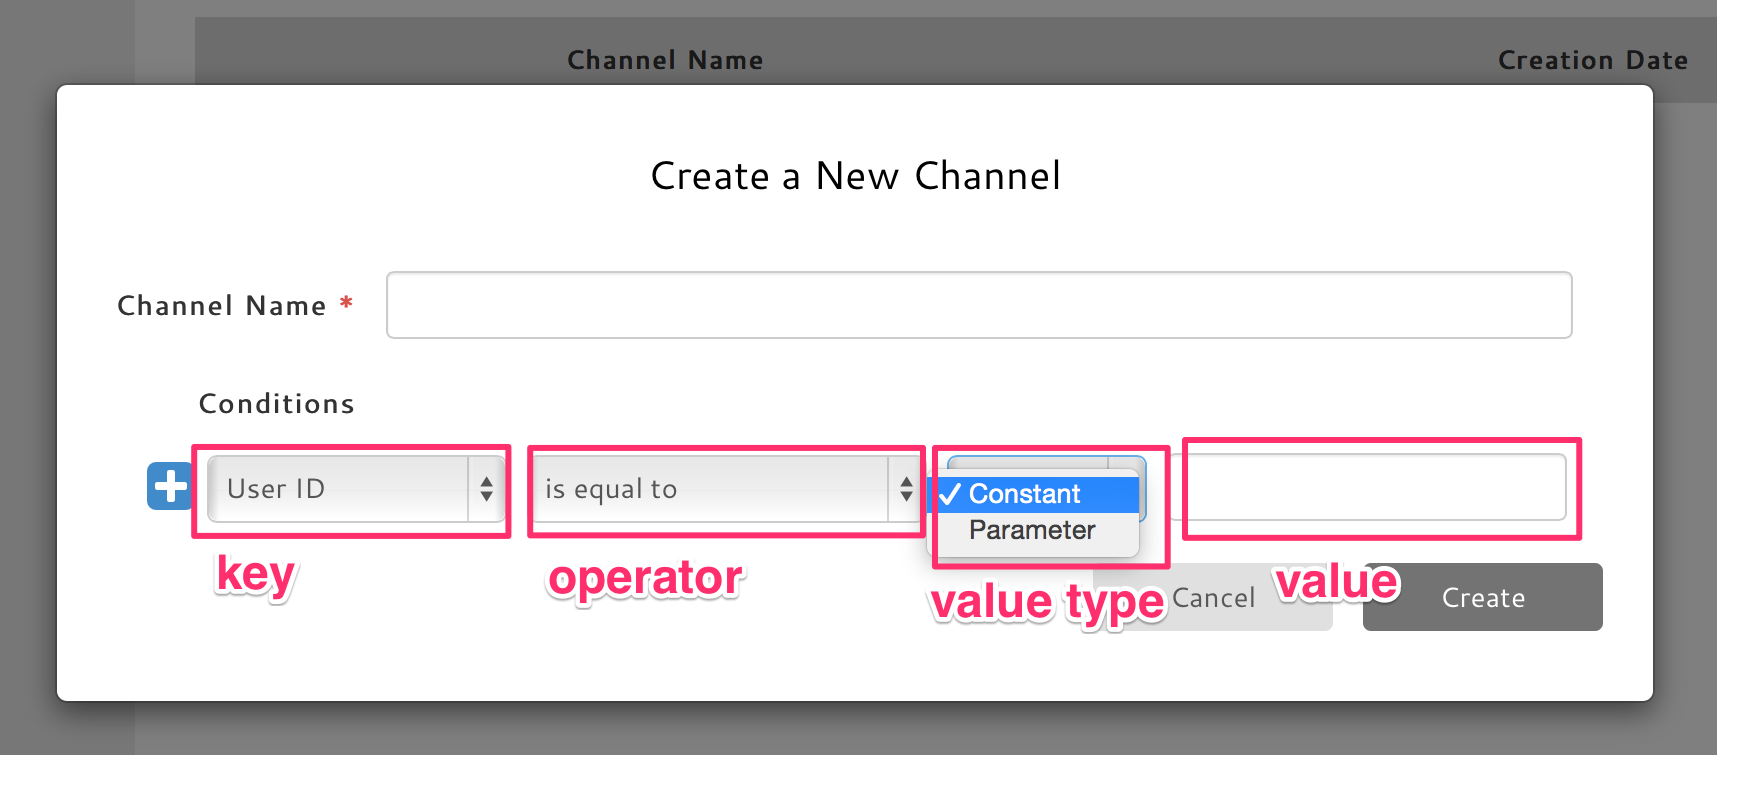 Channel Name Creation Date
Create a New Channel
Channel Name *
Conditions
User ID is equal to Constant
Parameter
key operator value type value
Cancel Create